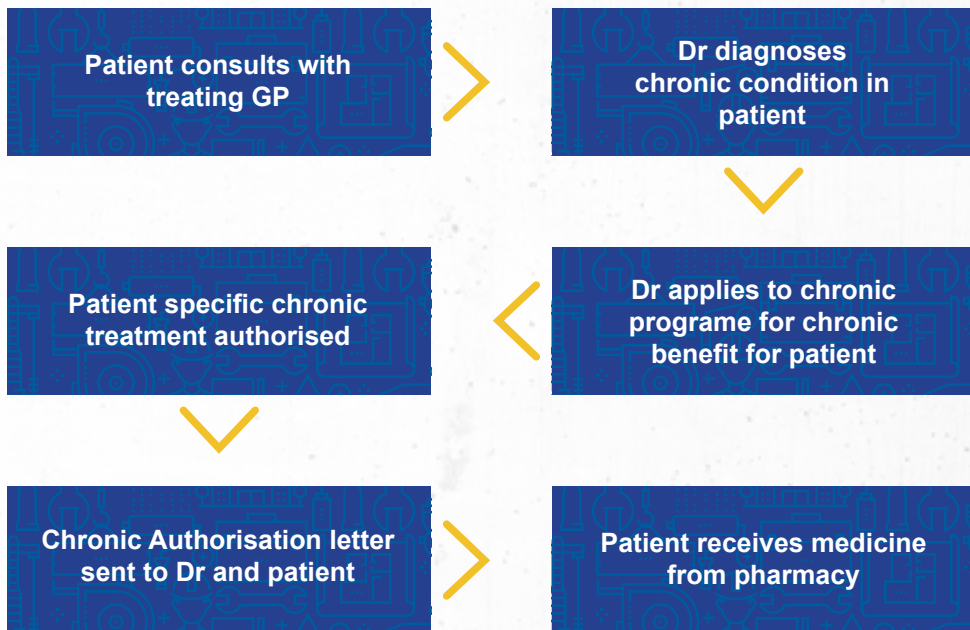 Patient consults with
treating GP
Dr diagnoses
chronic condition in
patient
Dr applies to chronic
programe for chronic
benefit for patient
Patient specific chronic
treatment authorised
Chronic Authorisation letter
sent to Dr and patient
Patient receives medicine
from pharmacy